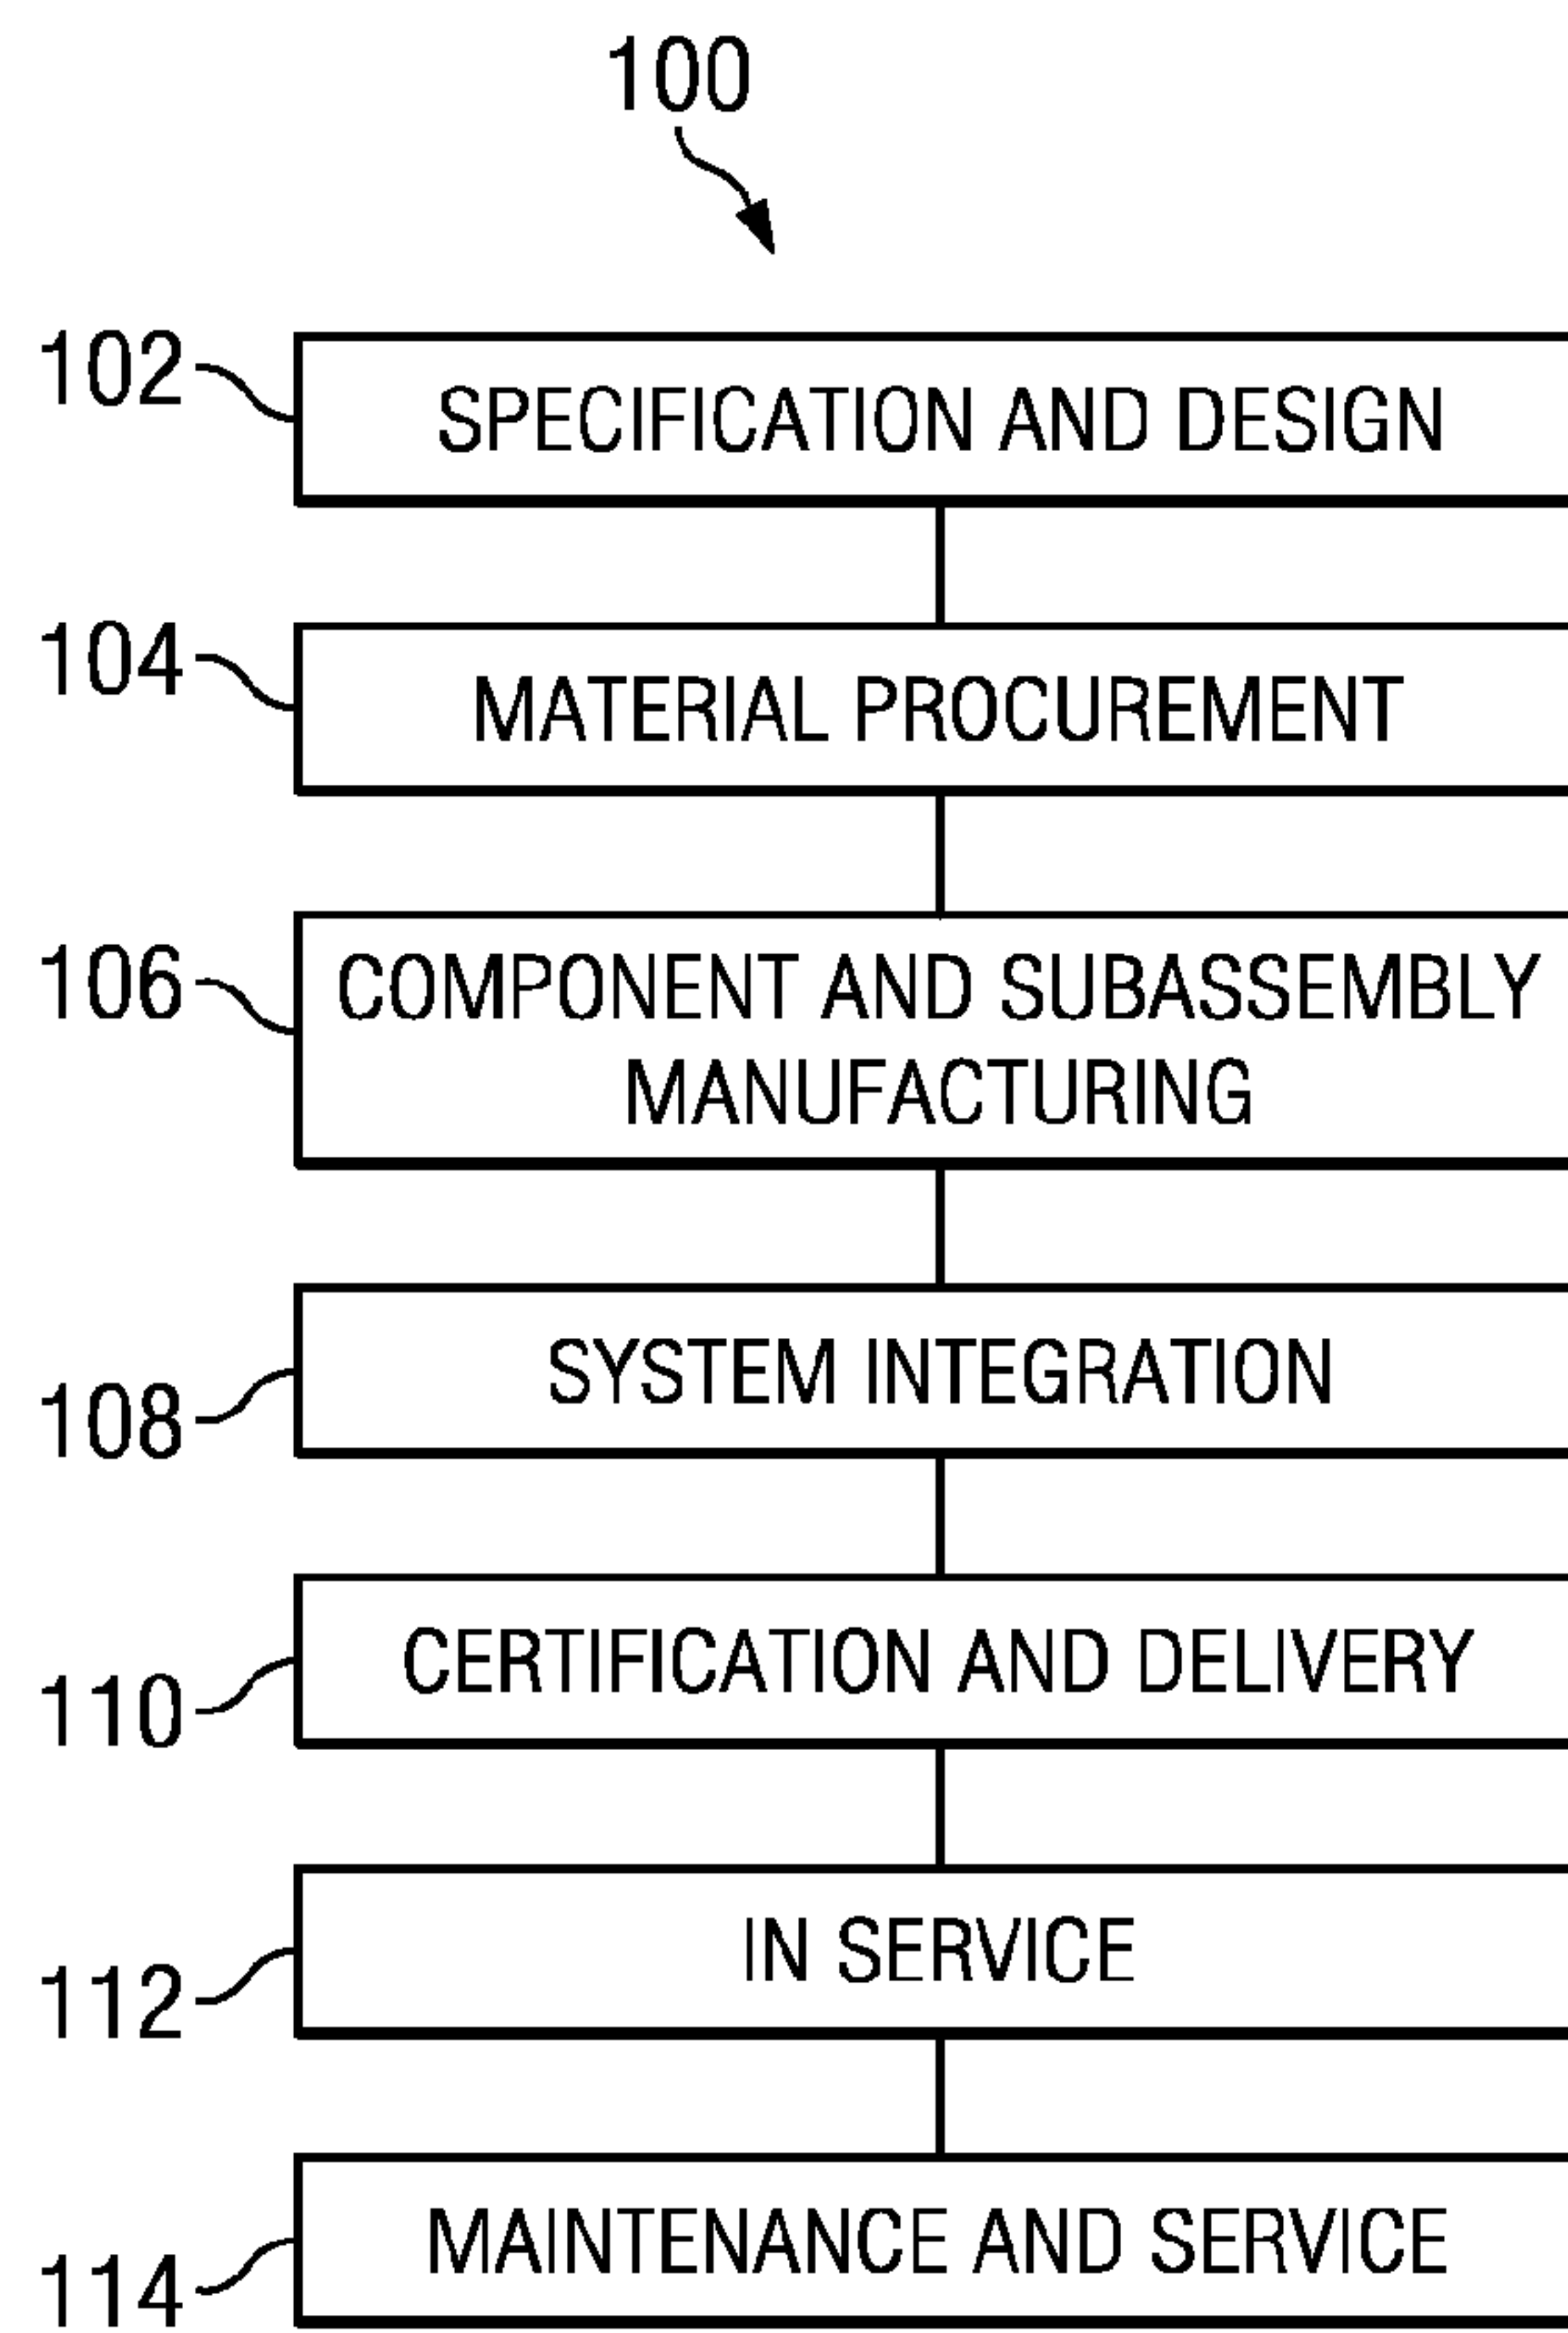 100
102
SPECIFICATION AND DESIGN
104
MATERIAL PROCUREMENT
106
COMPONENT AND SUBASSEMBLY
MANUFACTURING
108
SYSTEM INTEGRATION
110
CERTIFICATION AND DELIVERY
112
IN SERVICE
114
MAINTENANCE AND SERVICE